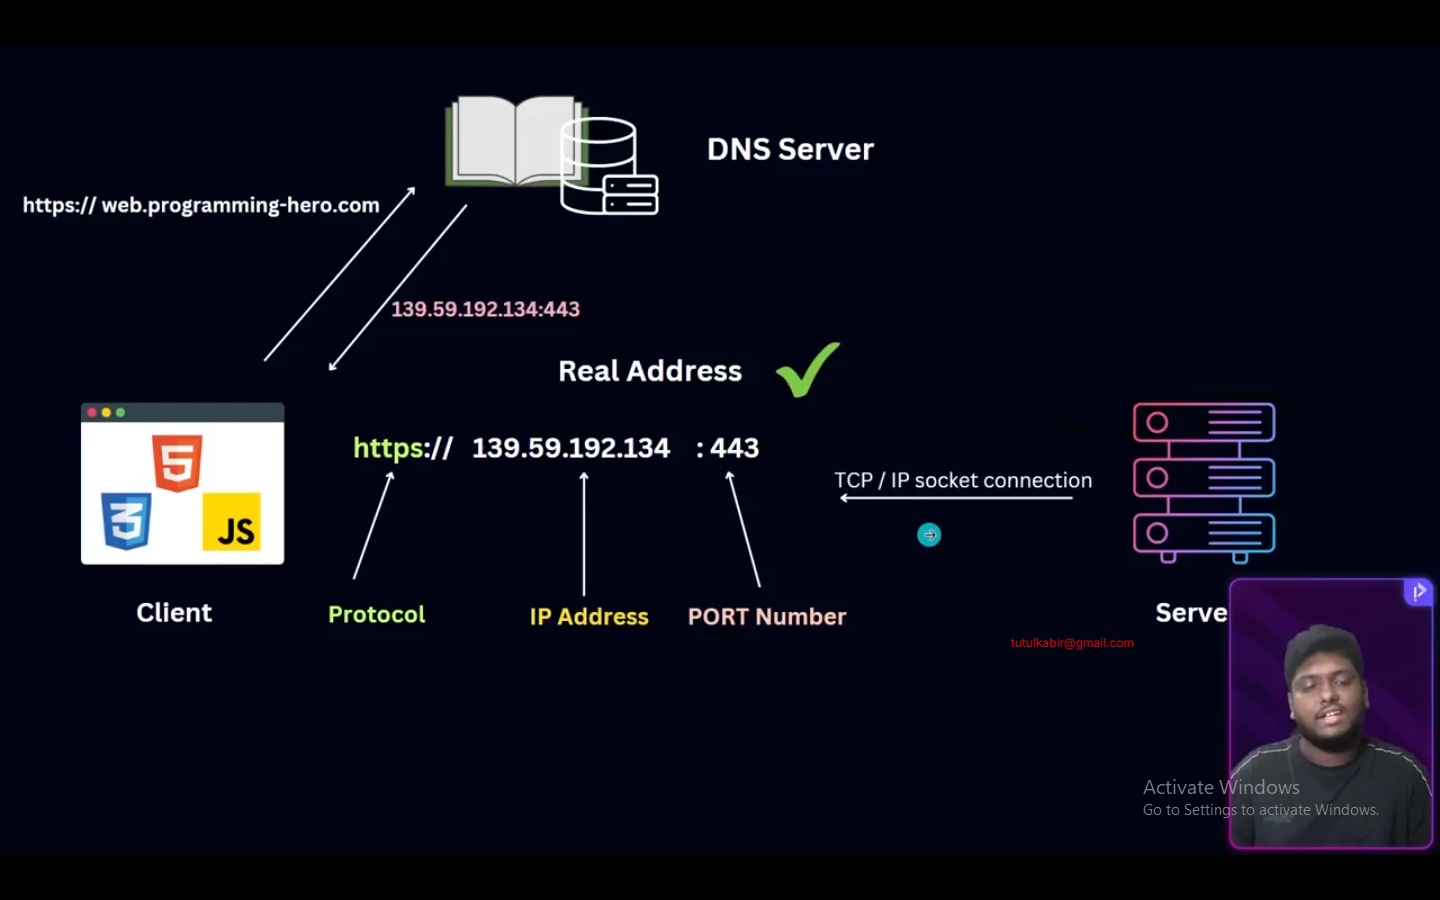 DNS Server
https:// web.programming-hero.com
139.59.192.134:443
Real Address
https:// 139.59.192.134 : 443
TCP / IP socket connection
JS
Client
Protocol
IP Address
PORT Number
Serve
tutulkabir@gmail.com
Activate Windows
Go to Settings to activate Windows.